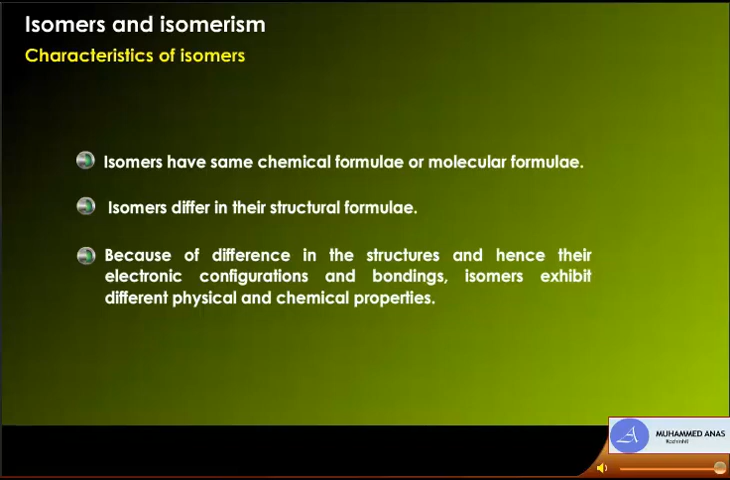 Isomers and isomerism
Characteristics of isomers
Isomers have same chemical formulae or molecular formulae.
Isomers differ in their structural formulae.
Because of difference in the structures and hence their
electronic configurations and bondings, isomers exhibit
different physical and chemical properties.
A
MUHAMMED ANAS